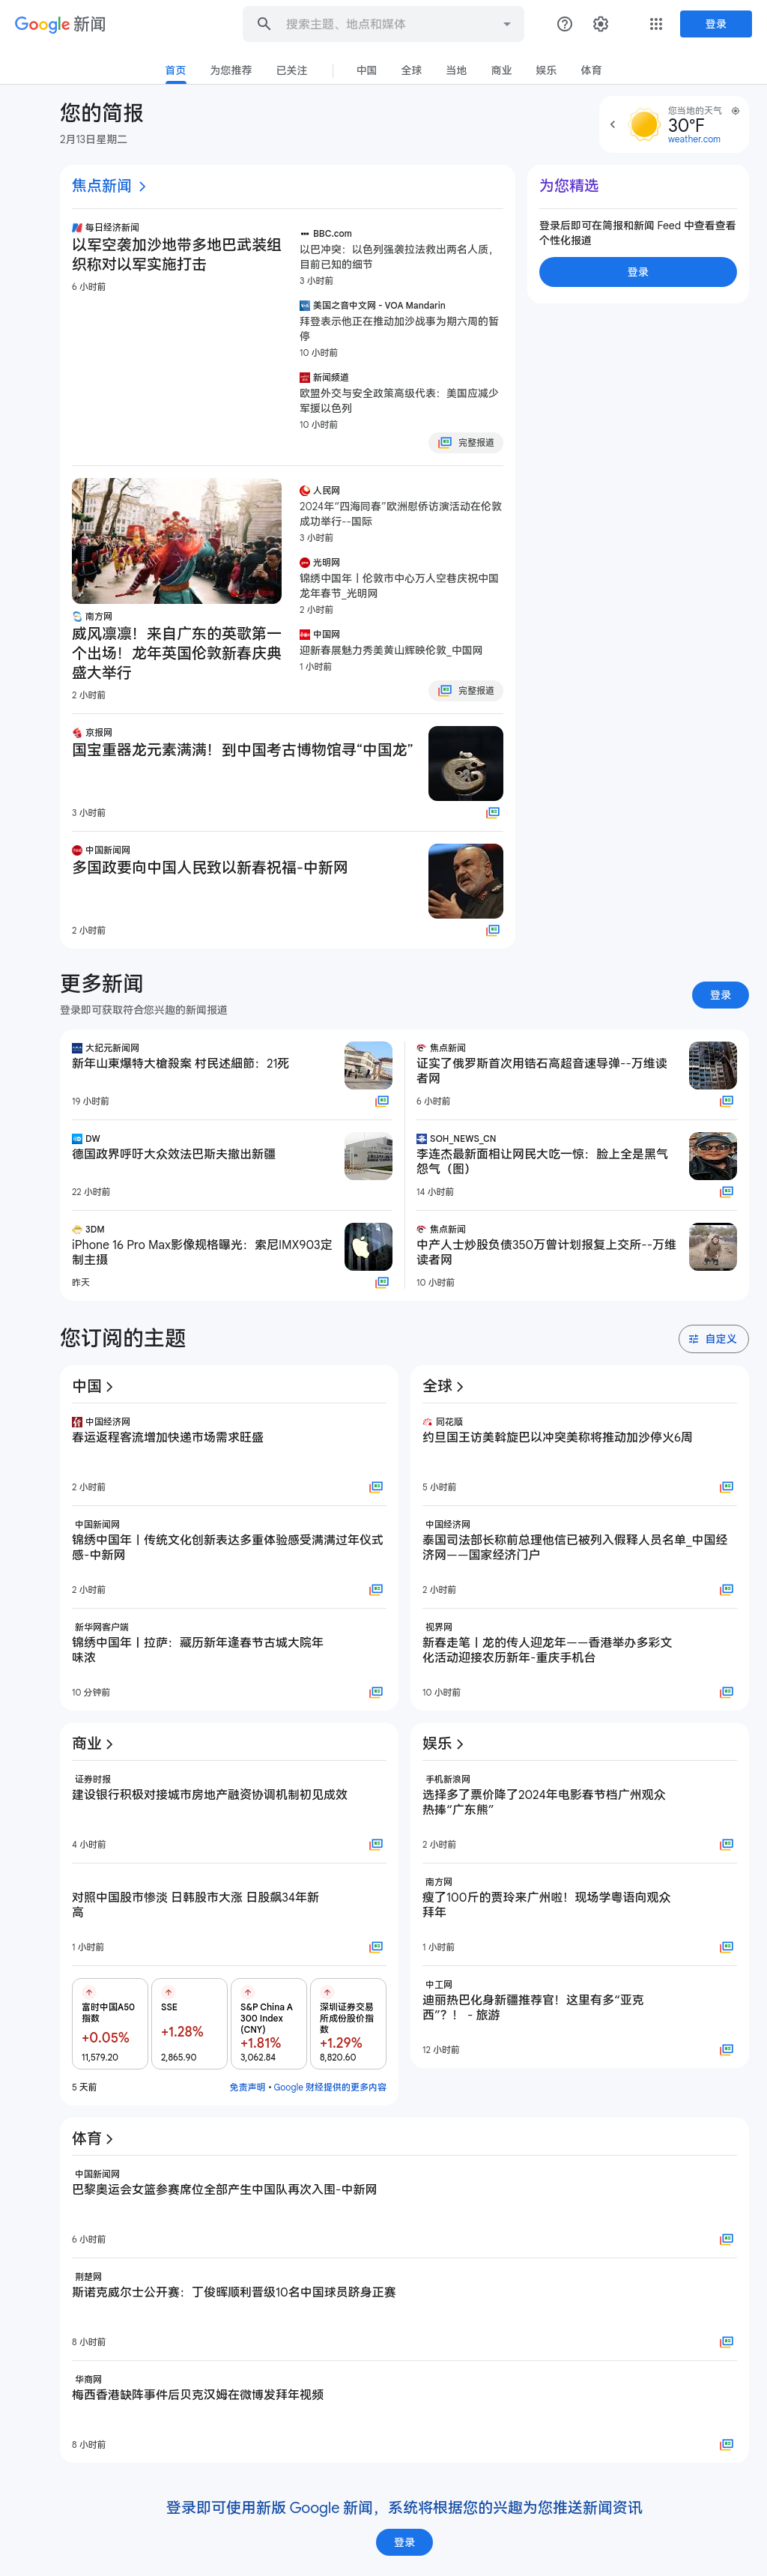 Google 新闻
搜索主题、地点和媒体
登录
首页
为您推荐
已关注
中国
全球
当地
商业
娱乐
体育
您的简报
2月13日星期二
您当地的天气
30°F
weather.com
焦点新闻
每日经济新闻
以军空袭加沙地带多地巴武装组
织称对以军实施打击
6 小时前
BBC.com
以巴冲突：以色列强袭拉法救出两名人质，
目前已知的细节
3 小时前
美国之音中文网 - VOA Mandarin
拜登表示他正在推动加沙战事为期六周的暂
停
10 小时前
新闻频道
欧盟外交与安全政策高级代表：美国应减少
军援以色列
10 小时前
完整报道
为您精选
登录后即可在简报和新闻 Feed 中查看查看
个性化报道
登录
南方网
威风凛凛！来自广东的英歌第一
个出场！龙年英国伦敦新春庆典
盛大举行
2 小时前
人民网
2024年“四海同春”欧洲慰侨访演活动在伦敦
成功举行--国际
3 小时前
光明网
锦绣中国年丨伦敦市中心万人空巷庆祝中国
龙年春节_光明网
2 小时前
中国网
迎新春展魅力秀美黄山辉映伦敦_中国网
1 小时前
完整报道
京报网
国宝重器龙元素满满！到中国考古博物馆寻“中国龙”
3 小时前
中国新闻网
多国政要向中国人民致以新春祝福-中新网
2 小时前
更多新闻
登录即可获取符合您兴趣的新闻报道
登录
大纪元新闻网
新年山東爆特大槍殺案 村民述細節：21死
19 小时前
焦点新闻
证实了俄罗斯首次用锆石高超音速导弹--万维读
者网
6 小时前
DW
德国政界呼吁大众效法巴斯夫撤出新疆
22 小时前
SOH_NEWS_CN
李连杰最新面相让网民大吃一惊：脸上全是黑气
怨气（图）
14 小时前
3DM
iPhone 16 Pro Max影像规格曝光：索尼IMX903定
制主摄
昨天
焦点新闻
中产人士炒股负债350万曾计划报复上交所--万维
读者网
10 小时前
您订阅的主题
自定义
中国
中国经济网
春运返程客流增加快递市场需求旺盛
2 小时前
中国新闻网
锦绣中国年丨传统文化创新表达多重体验感受满满过年仪式
感-中新网
2 小时前
新华网客户端
锦绣中国年丨拉萨：藏历新年逢春节古城大院年
味浓
10 分钟前
全球
同花顺
约旦国王访美斡旋巴以冲突美称将推动加沙停火6周
5 小时前
中国经济网
泰国司法部长称前总理他信已被列入假释人员名单_中国经
济网——国家经济门户
2 小时前
视界网
新春走笔丨龙的传人迎龙年——香港举办多彩文
化活动迎接农历新年-重庆手机台
10 小时前
商业
证券时报
建设银行积极对接城市房地产融资协调机制初见成效
4 小时前
对照中国股市惨淡 日韩股市大涨 日股飙34年新
高
1 小时前
富时中国A50
指数
+0.05%
11,579.20
SSE
+1.28%
2,865.90
S&P China A
300 Index
(CNY)
+1.81%
3,062.84
深圳证券交易
所成份股价指
数
+1.29%
8,820.60
5 天前
免责声明 • Google 财经提供的更多内容
娱乐
手机新浪网
选择多了票价降了2024年电影春节档广州观众
热捧“广东熊”
2 小时前
南方网
瘦了100斤的贾玲来广州啦！现场学粤语向观众
拜年
1 小时前
中工网
迪丽热巴化身新疆推荐官！这里有多“亚克
西”？！ - 旅游
12 小时前
体育
中国新闻网
巴黎奥运会女篮参赛席位全部产生中国队再次入围-中新网
6 小时前
荆楚网
斯诺克威尔士公开赛：丁俊晖顺利晋级10名中国球员跻身正赛
8 小时前
华商网
梅西香港缺阵事件后贝克汉姆在微博发拜年视频
8 小时前
登录即可使用新版 Google 新闻，系统将根据您的兴趣为您推送新闻资讯
登录